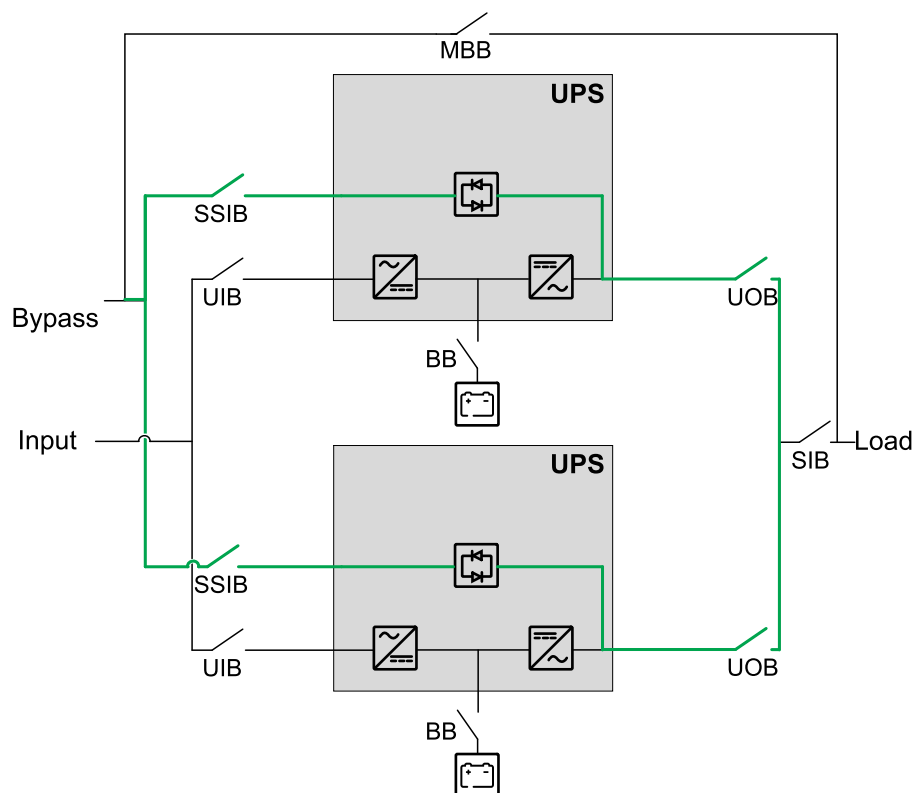 MBB
UPS
SSIB
UIB
UOB
Bypass
BB
Input
UPS
SIB
Load
SSIB
UIB
UOB
BB